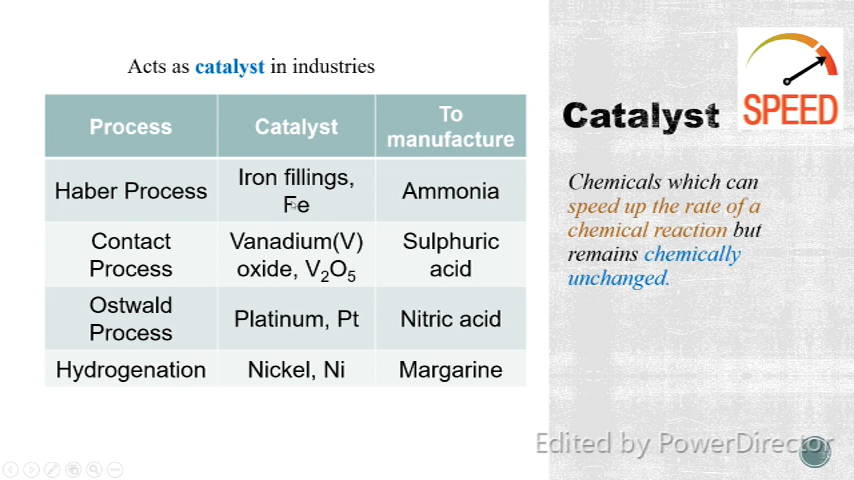 Acts as catalyst in industries
Process
Catalyst
To
manufacture
Haber Process
Iron fillings,
Fe
Ammonia
Contact
Process
Vanadium(V)
oxide, V₂O₅
Sulphuric
acid
Ostwald
Process
Platinum, Pt
Nitric acid
Hydrogenation
Nickel, Ni
Margarine
Catalyst
SPEED
Chemicals which can
speed up the rate of a
chemical reaction but
remains chemically
unchanged.
Edited by PowerDirector